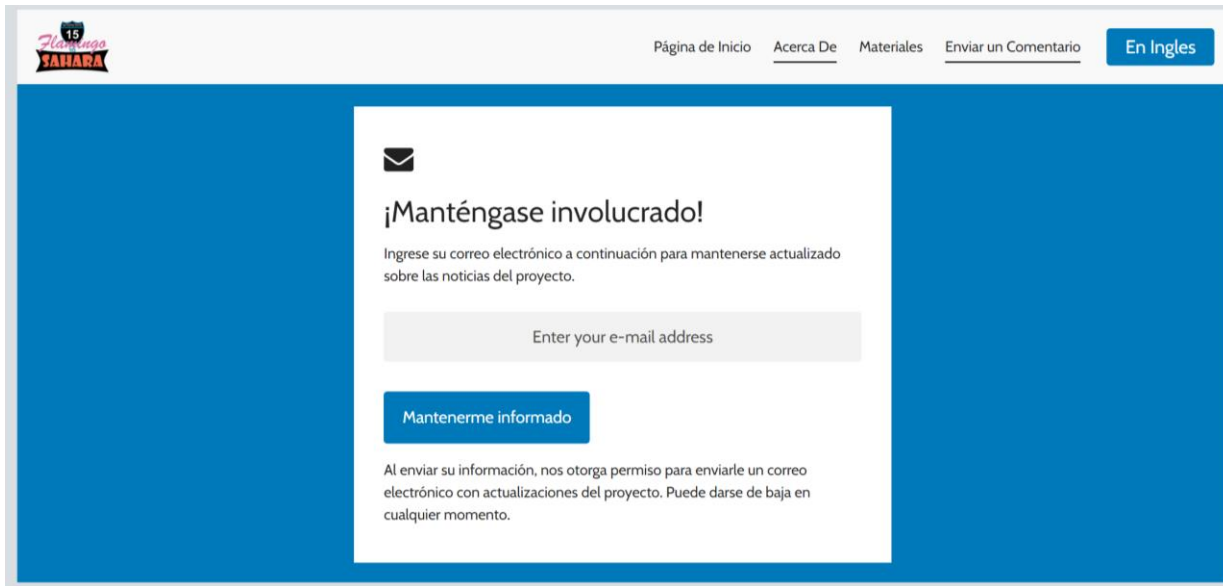 15
Flamingo
SAHARA
Página de Inicio Acerca De Materiales Enviar un Comentario En Ingles
¡Manténgase involucrado!
Ingrese su correo electrónico a continuación para mantenerse actualizado
sobre las noticias del proyecto.
Enter your e-mail address
Mantenerme informado
Al enviar su información, nos otorga permiso para enviarle un correo
electrónico con actualizaciones del proyecto. Puede darse de baja en
cualquier momento.